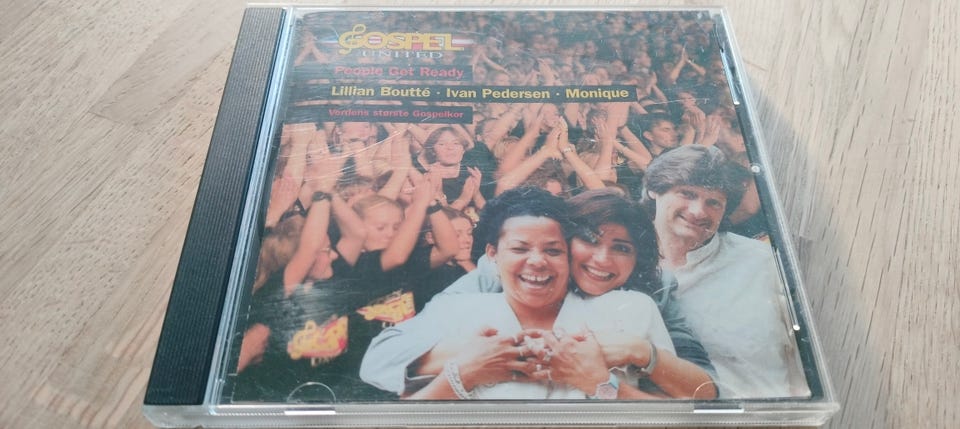 GOSPEL
UNITED
People Get Ready
Lillian Boutté · Ivan Pedersen · Monique
Verdens største Gospelkor